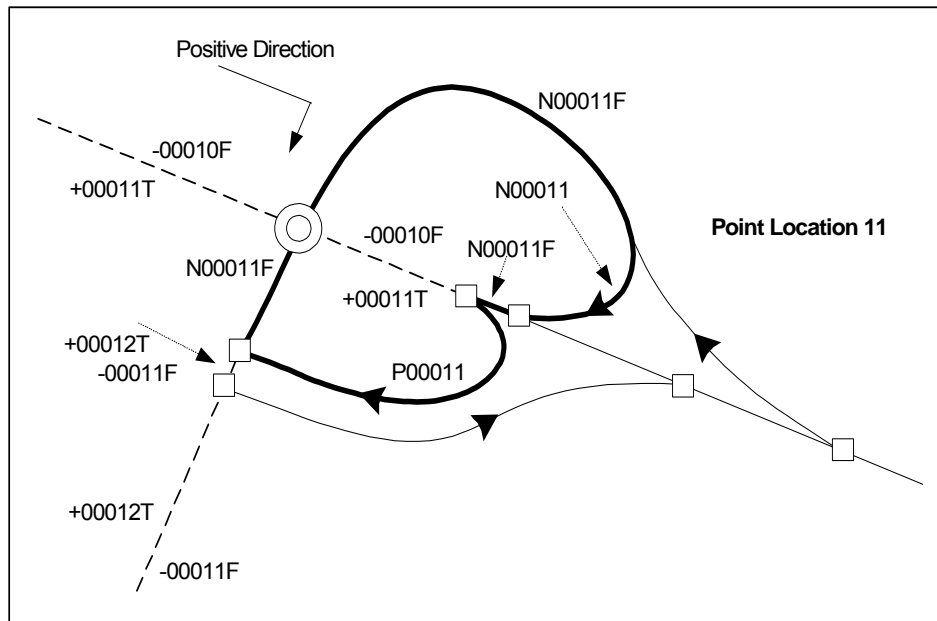 Positive Direction
N00011F
-00010F
+00011T
N00011
-00010F
Point Location 11
N00011F
N00011F
+00011T
+00012T
-00011F
P00011
+00012T
-00011F